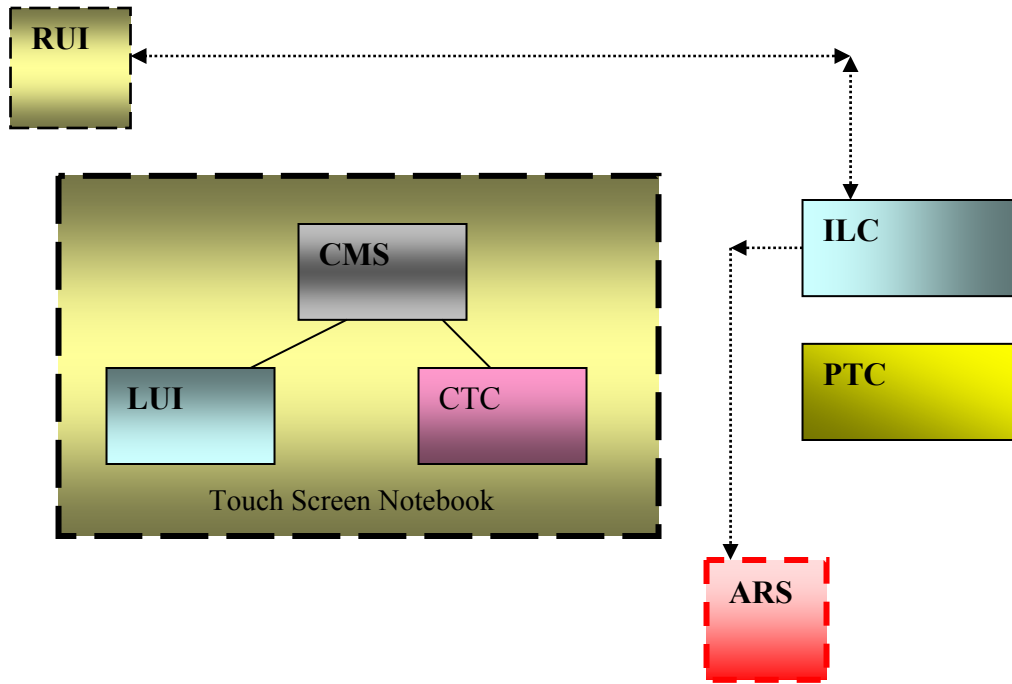 RUI
CMS
ILC
LUI
CTC
PTC
Touch Screen Notebook
ARS